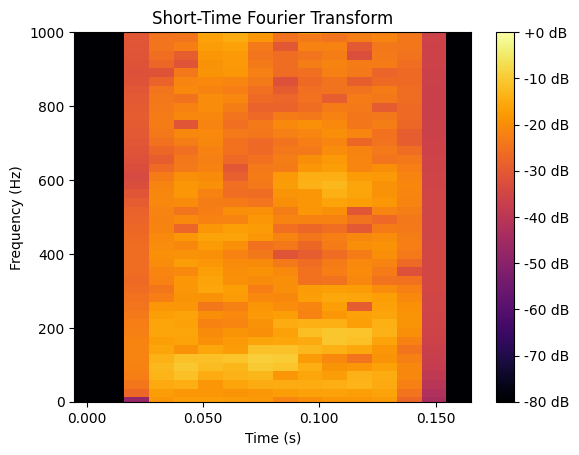 Short-Time Fourier Transform
1000
800
600
400
200
0
Frequency (Hz)
0.000
0.050
0.100
0.150
Time (s)
+0 dB
-10 dB
-20 dB
-30 dB
-40 dB
-50 dB
-60 dB
-70 dB
-80 dB